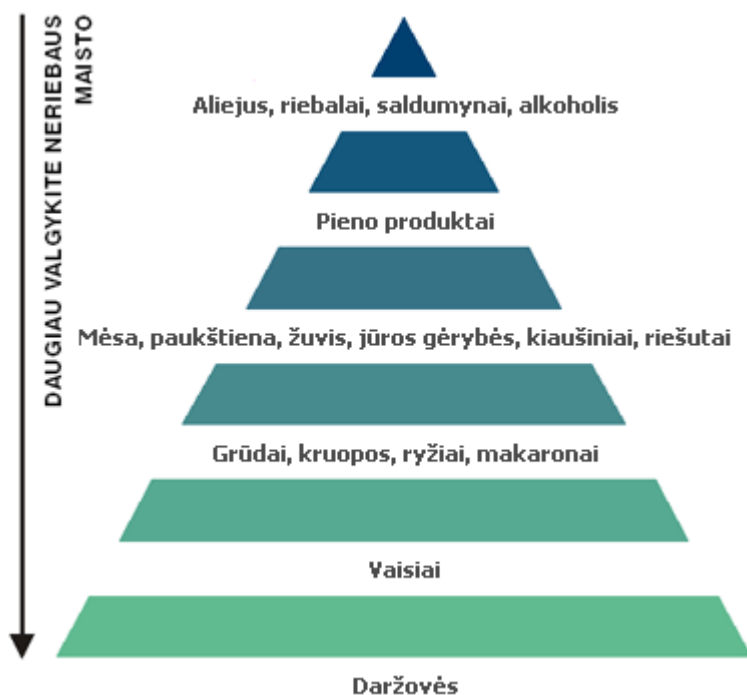 DAUGIAU VALGYKITE NERIEBAUS
MAISTO
Aliejus, riebalai, saldumynai, alkoholis
Pieno produktai
Mėsa, paukštiena, žuvis, jūros gėrybės, kiaušiniai, riešutai
Grūdai, kruopos, ryžiai, makaronai
Vaisiai
Daržovės